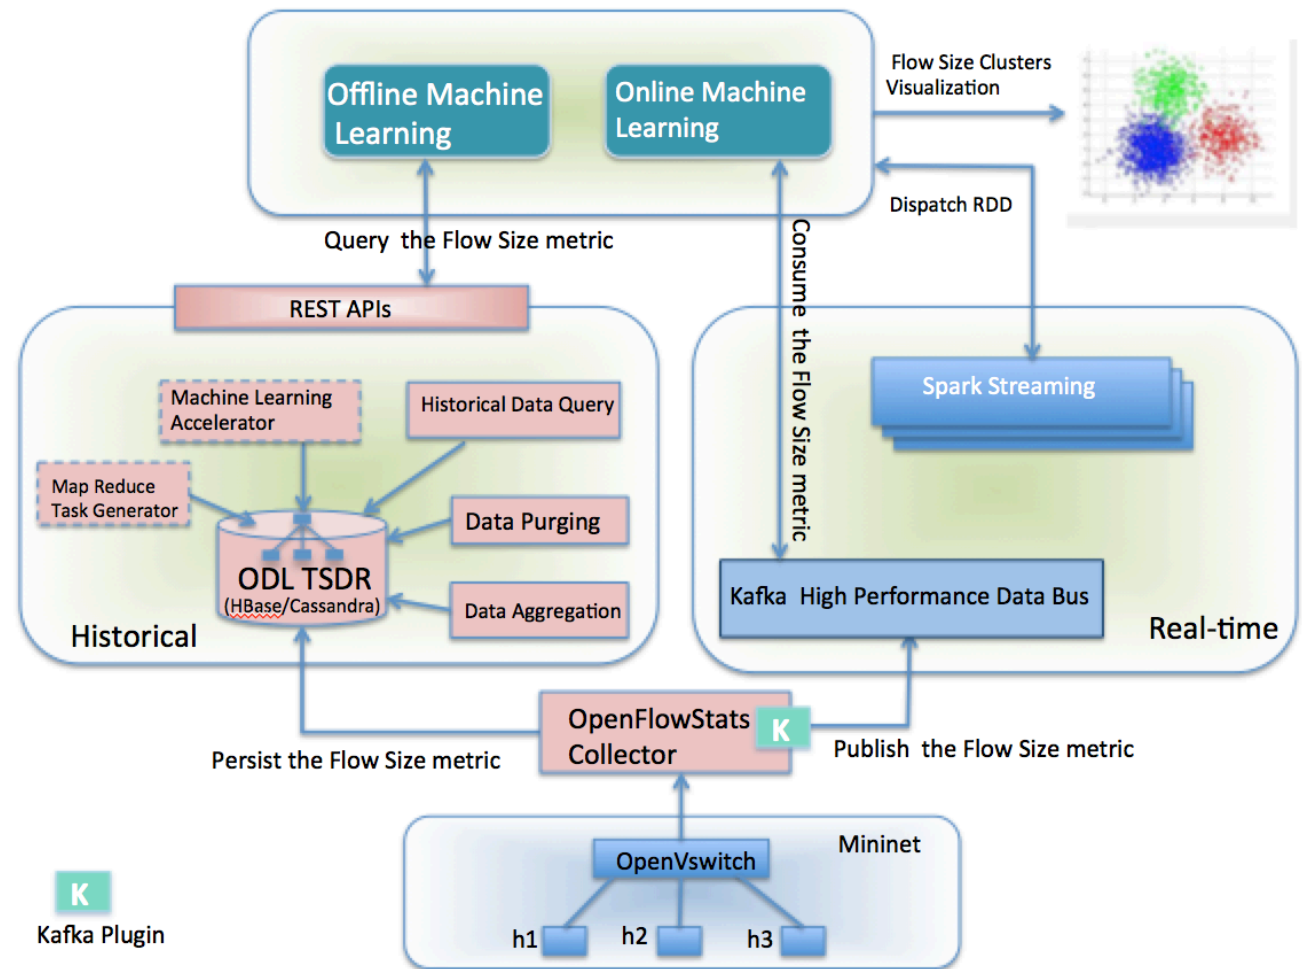 Offline Machine
Learning
Online Machine
Learning
Flow Size Clusters
Visualization
Dispatch RDD
Query the Flow Size metric
Consume the Flow Size metric
REST APIs
Machine Learning
Accelerator
Historical Data Query
Map Reduce
Task Generator
Data Purging
ODL TSDR
(HBase/Cassandra)
Data Aggregation
Historical
Spark Streaming
Kafka High Performance Data Bus
Real-time
OpenFlowStats
Collector
K
Persist the Flow Size metric
Publish the Flow Size metric
Mininet
OpenVswitch
h1
h2
h3
K
Kafka Plugin